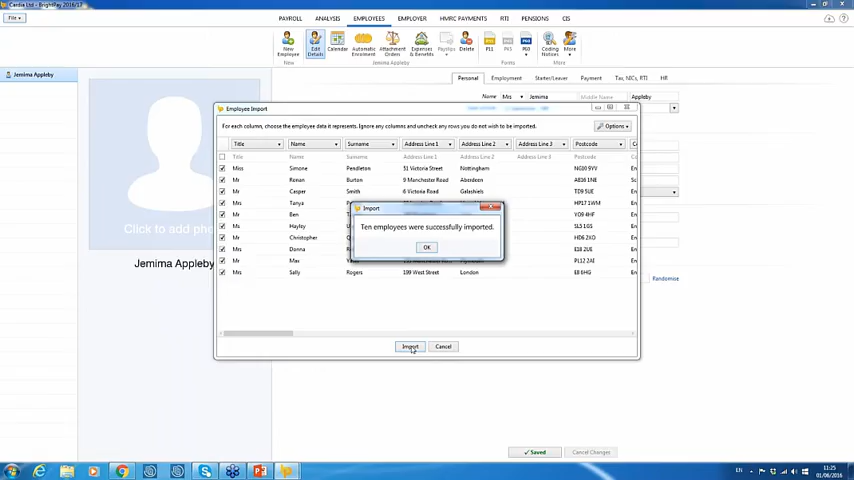 Cardia Ltd - BrightPay 2016/17
File
PAYROLL ANALYSIS EMPLOYEES EMPLOYER HMRC PAYMENTS RTI PENSIONS CIS
New Employee
Edit Details
Calendar
Automatic Enrolment
Attachment Orders
Expenses & Benefits
Payslips
Delete
P11
P45
P60
Coding Notices
More
New Jemima Appleby Forms More
Jemima Appleby
Personal Employment Starter/Leaver Payment Tax, NICs, RTI HR
Name Mrs Jemima Middle Name Appleby
Employee Import
For each column, choose the employee data it represents. Ignore any columns and uncheck any rows you do not wish to be imported.
Options
Title Name Surname Address Line 1 Address Line 2 Address Line 3 Postcode
Title Name Surname Address Line 1 Address Line 2 Address Line 3 Postcode
Miss Simone Pendleton 51 Victoria Street Nottingham NG10 9YV En
Mr Ronan Burton 9 Manchester Road Aberdeen
Mr Casper Smith 6 Victoria Road Galashiels TD9 5UE
Mrs Tanya HP17 1WM
Mr Ben VO9 4HF
Ms Hayley SL5 1GS
Mr Christopher HD6 2XO
Mrs Donna E18 2UE
Mr Max PL12 2AE
Mrs Sally Rogers 199 West Street London E8 6HG
Import
Ten employees were successfully imported.
OK
Click to add pho
Jemima Appleby
Randomise
Import Cancel
Saved Cancel Changes
EN
11:25
01/06/2016